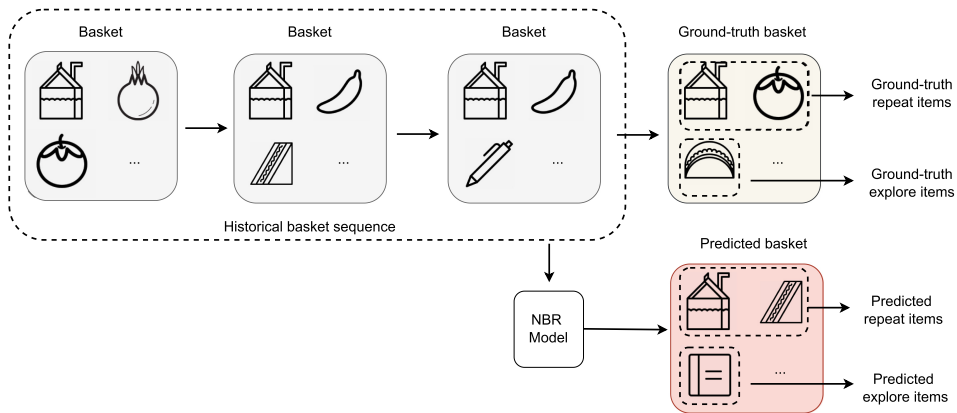 Basket
Basket
Basket
Ground-truth basket
...
...
...
...
Ground-truth
repeat items
Ground-truth
explore items
Historical basket sequence
Predicted basket
NBR
Model
...
Predicted
repeat items
Predicted
explore items